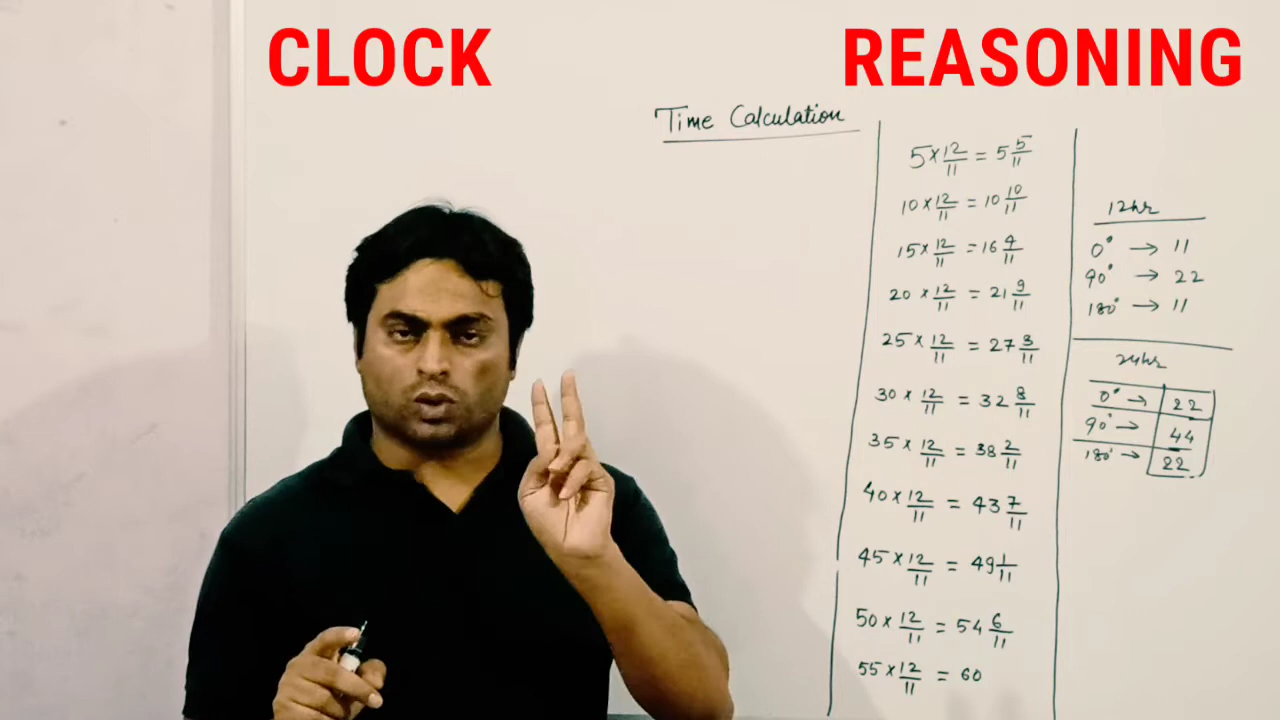 CLOCK REASONING
Time Calculation
5 × 12/11 = 5 5/11
10 × 12/11 = 10 10/11
15 × 12/11 = 16 4/11
20 × 12/11 = 21 9/11
25 × 12/11 = 27 3/11
30 × 12/11 = 32 8/11
35 × 12/11 = 38 2/11
40 × 12/11 = 43 7/11
45 × 12/11 = 49 1/11
50 × 12/11 = 54 6/11
55 × 12/11 = 60
12hr
0° → 11
90° → 22
180° → 11
24hr
0° → 22
90° → 44
180° → 22